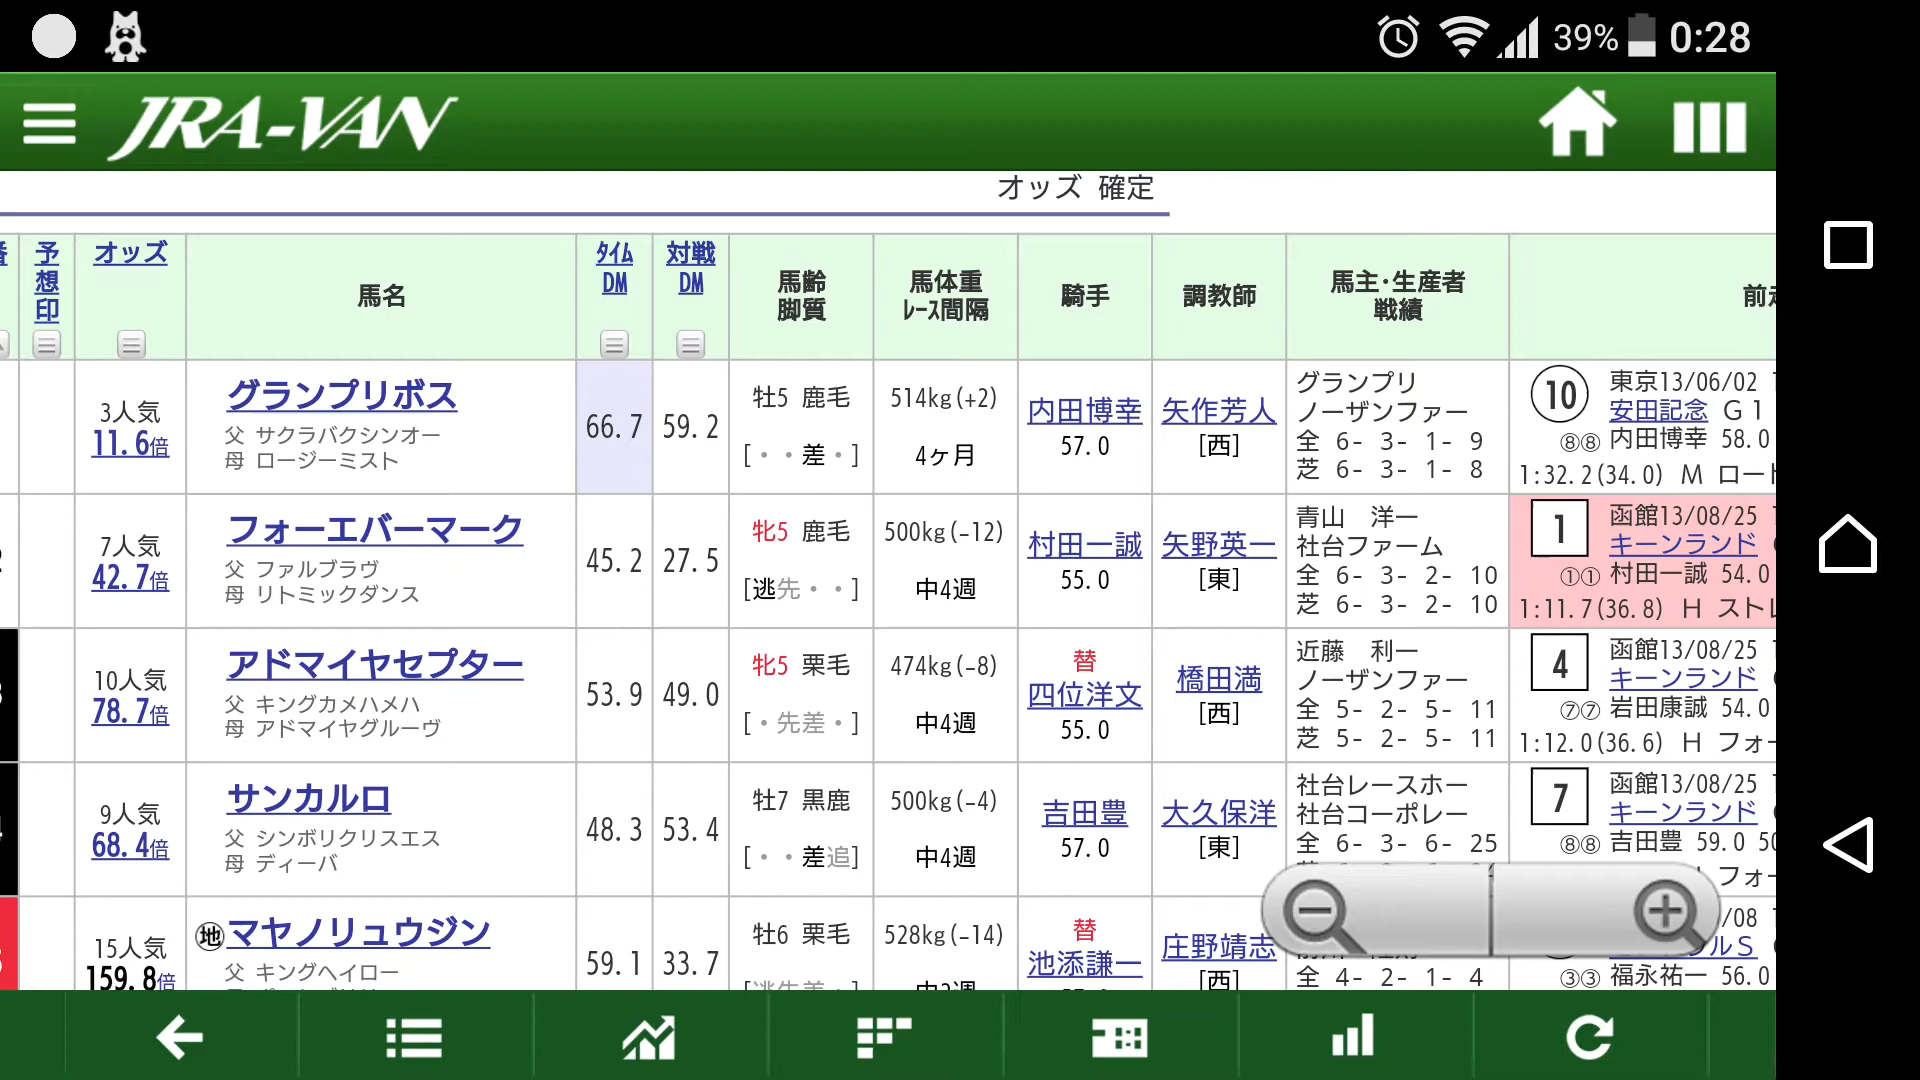 39% 0:28
JRA-VAN
オッズ 確定
予想印
オッズ
馬名
ﾀｲﾑ DM
対戦 DM
馬齢 脚質
馬体重 ﾚｰｽ間隔
騎手
調教師
馬主・生産者 戦績
3人気
11.6倍
グランプリボス
父 サクラバクシンオー
母 ロージーミスト
66.7
59.2
牡5 鹿毛
[・・差・]
514kg(+2)
4ヶ月
内田博幸
57.0
矢作芳人
[西]
グランプリ
ノーザンファー
全 6- 3- 1- 9
芝 6- 3- 1- 8
10
東京13/06/02
安田記念 G1
⑧⑧ 内田博幸 58.0
1:32.2(34.0) M ロード
7人気
42.7倍
フォーエバーマーク
父 ファルブラヴ
母 リトミックダンス
45.2
27.5
牝5 鹿毛
[逃先・・]
500kg(-12)
中4週
村田一誠
55.0
矢野英一
[東]
青山 洋一
社台ファーム
全 6- 3- 2- 10
芝 6- 3- 2- 10
1
函館13/08/25
キーンランド
①① 村田一誠 54.0
1:11.7(36.8) H ストレ
10人気
78.7倍
アドマイヤセプター
父 キングカメハメハ
母 アドマイヤグルーヴ
53.9
49.0
牝5 栗毛
[・先差・]
474kg(-8)
中4週
替
四位洋文
55.0
橋田満
[西]
近藤 利一
ノーザンファー
全 5- 2- 5- 11
芝 5- 2- 5- 11
4
函館13/08/25
キーンランド
⑦⑦ 岩田康誠 54.0
1:12.0(36.6) H フォー
9人気
68.4倍
サンカルロ
父 シンボリクリスエス
母 ディーバ
48.3
53.4
牡7 黒鹿
[・・差追]
500kg(-4)
中4週
吉田豊
57.0
大久保洋
[東]
社台レースホー
社台コーポレー
全 6- 3- 6- 25
7
函館13/08/25
キーンランド
⑧⑧ 吉田豊 59.0 50
フォー
15人気
159.8倍
地 マヤノリュウジン
父 キングヘイロー
59.1
33.7
牡6 栗毛
528kg(-14)
替
池添謙一
庄野靖志
[西]
全 4- 2- 1- 4
/08
ルS
③③ 福永祐一 56.0